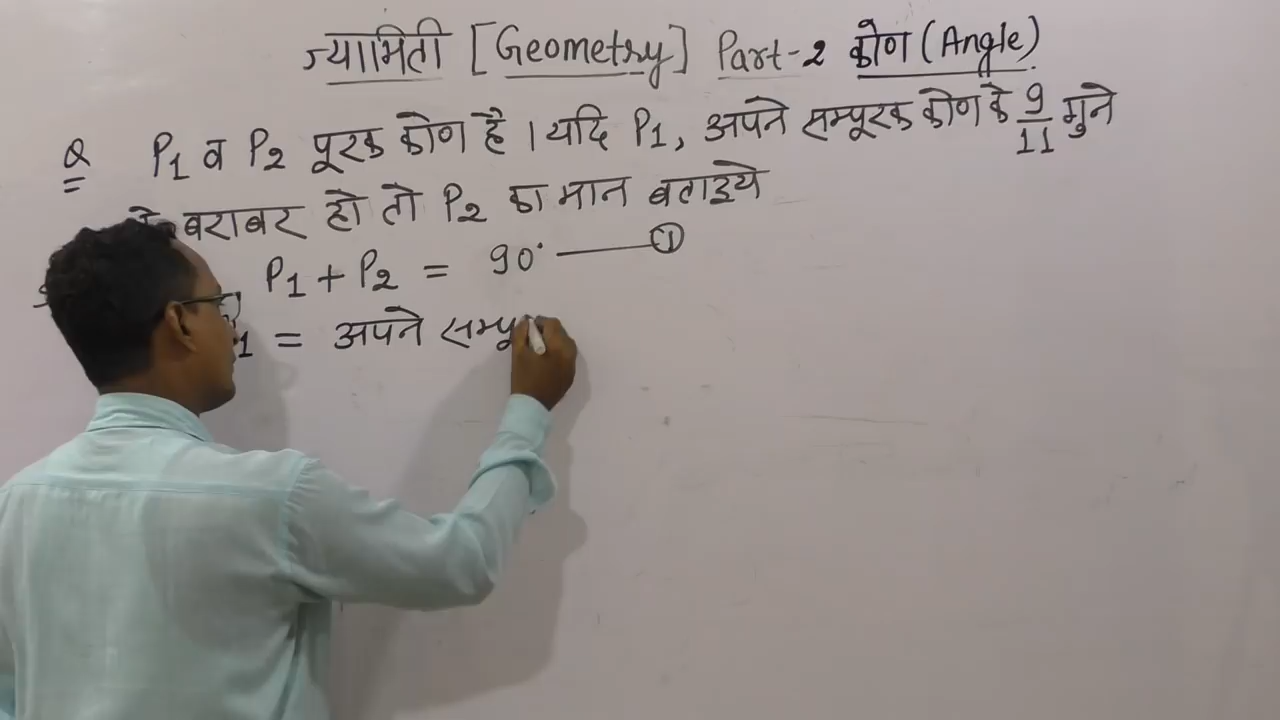 ज्यामिती [Geometry] Part-2 कोण (Angle)
Q P1 व P2 पूरक कोण है । यदि P1, अपने सम्पूरक कोण के 9/11 गुने
बराबर हो तो P2 का मान बताइये
P1 + P2 = 90° ——— ①
1 = अपने सम्पू